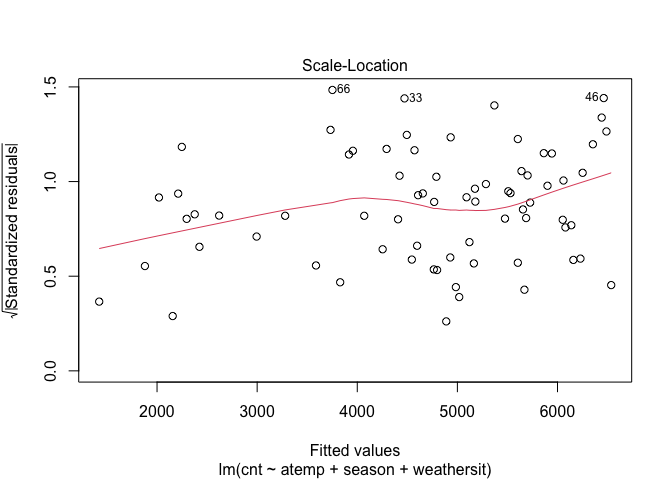 Scale-Location
√|Standardized residuals|
1.5
1.0
0.5
0.0
66
33
46
2000 3000 4000 5000 6000
Fitted values
lm(cnt ~ atemp + season + weathersit)